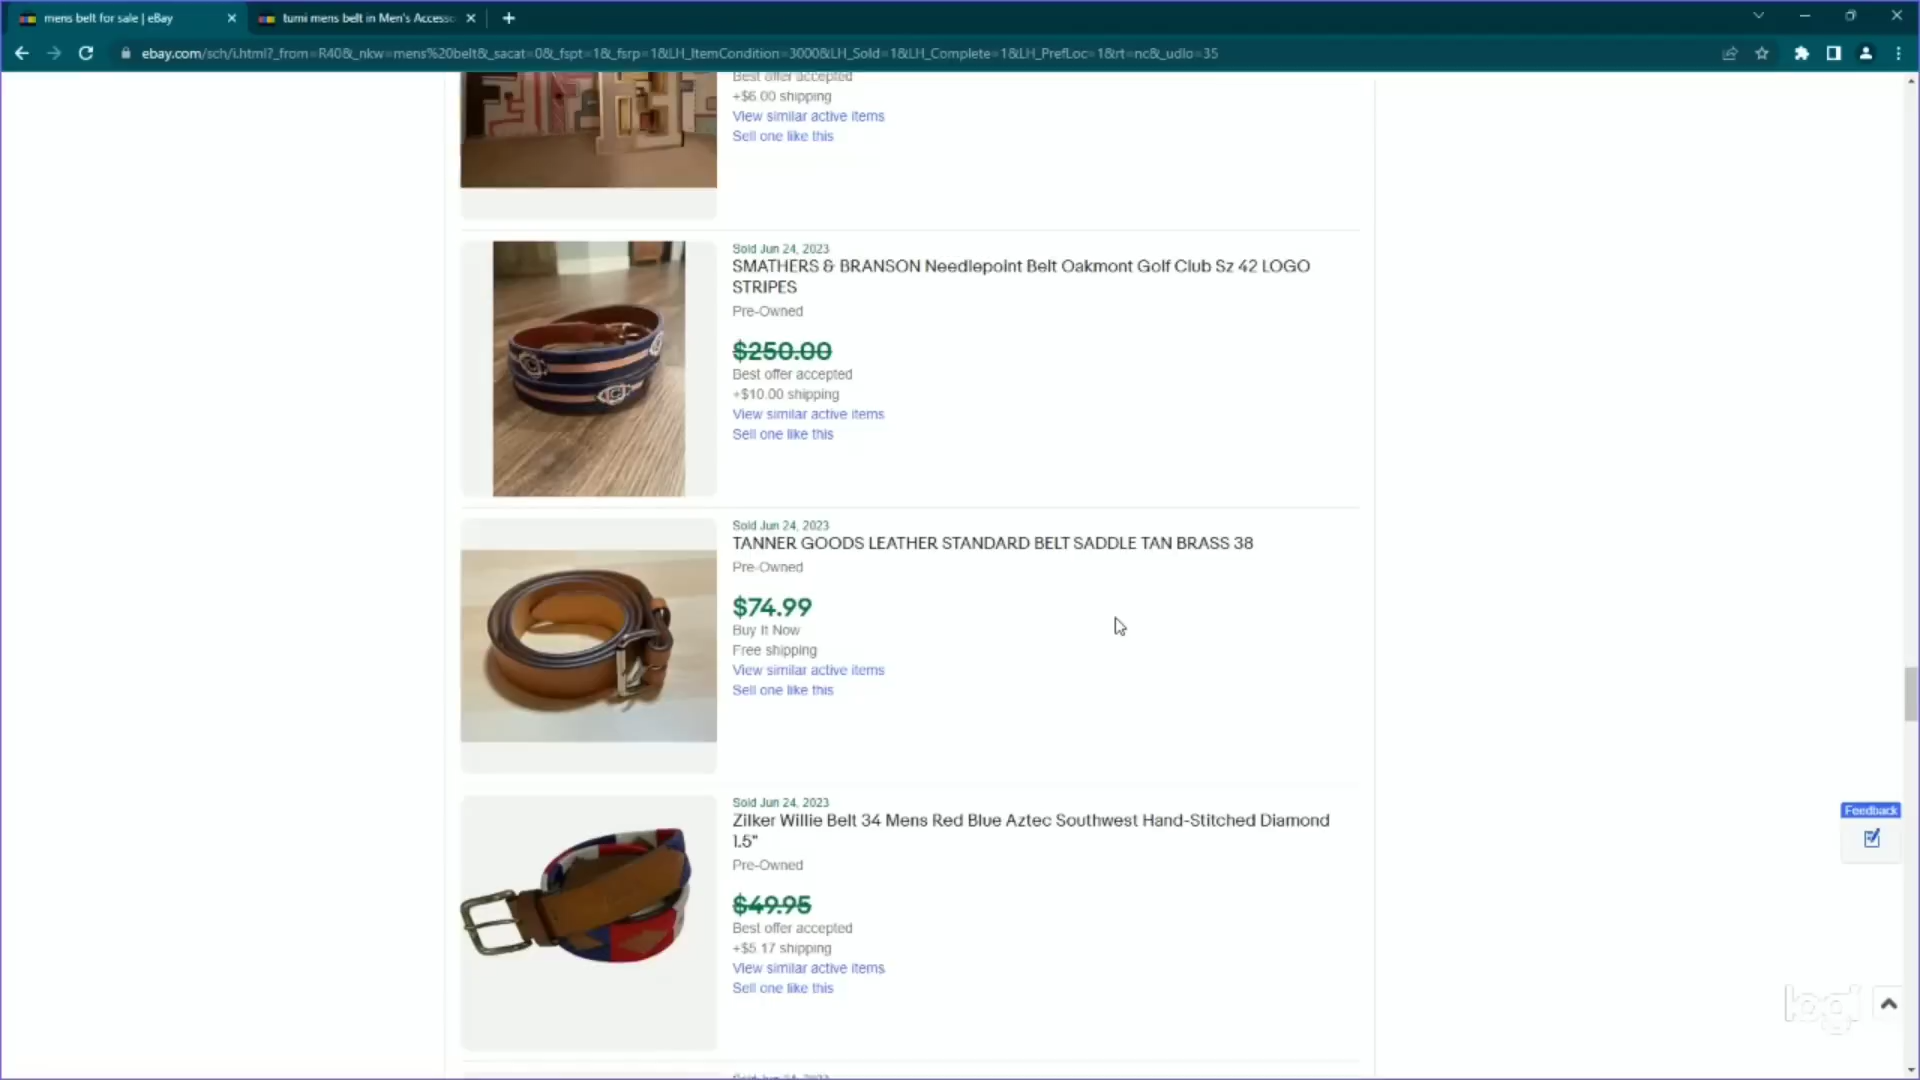 mens belt for sale | eBay
tumi mens belt in Men's Accesso
ebay.com/sch/i.html?_from=R40&_nkw=mens%20belt&_sacat=0&_fspt=1&_fsrp=1&LH_ItemCondition=3000&LH_Sold=1&LH_Complete=1&LH_PrefLoc=1&rt=nc&_udlo=35
Best offer accepted
+$6.00 shipping
View similar active items
Sell one like this
Sold Jun 24, 2023
SMATHERS & BRANSON Needlepoint Belt Oakmont Golf Club Sz 42 LOGO
STRIPES
Pre-Owned
$250.00
Best offer accepted
+$10.00 shipping
View similar active items
Sell one like this
Sold Jun 24, 2023
TANNER GOODS LEATHER STANDARD BELT SADDLE TAN BRASS 38
Pre-Owned
$74.99
Buy It Now
Free shipping
View similar active items
Sell one like this
Sold Jun 24, 2023
Zilker Willie Belt 34 Mens Red Blue Aztec Southwest Hand-Stitched Diamond
1.5"
Pre-Owned
$49.95
Best offer accepted
+$5.17 shipping
View similar active items
Sell one like this
Feedback
logi
Sold Jun 24, 2023